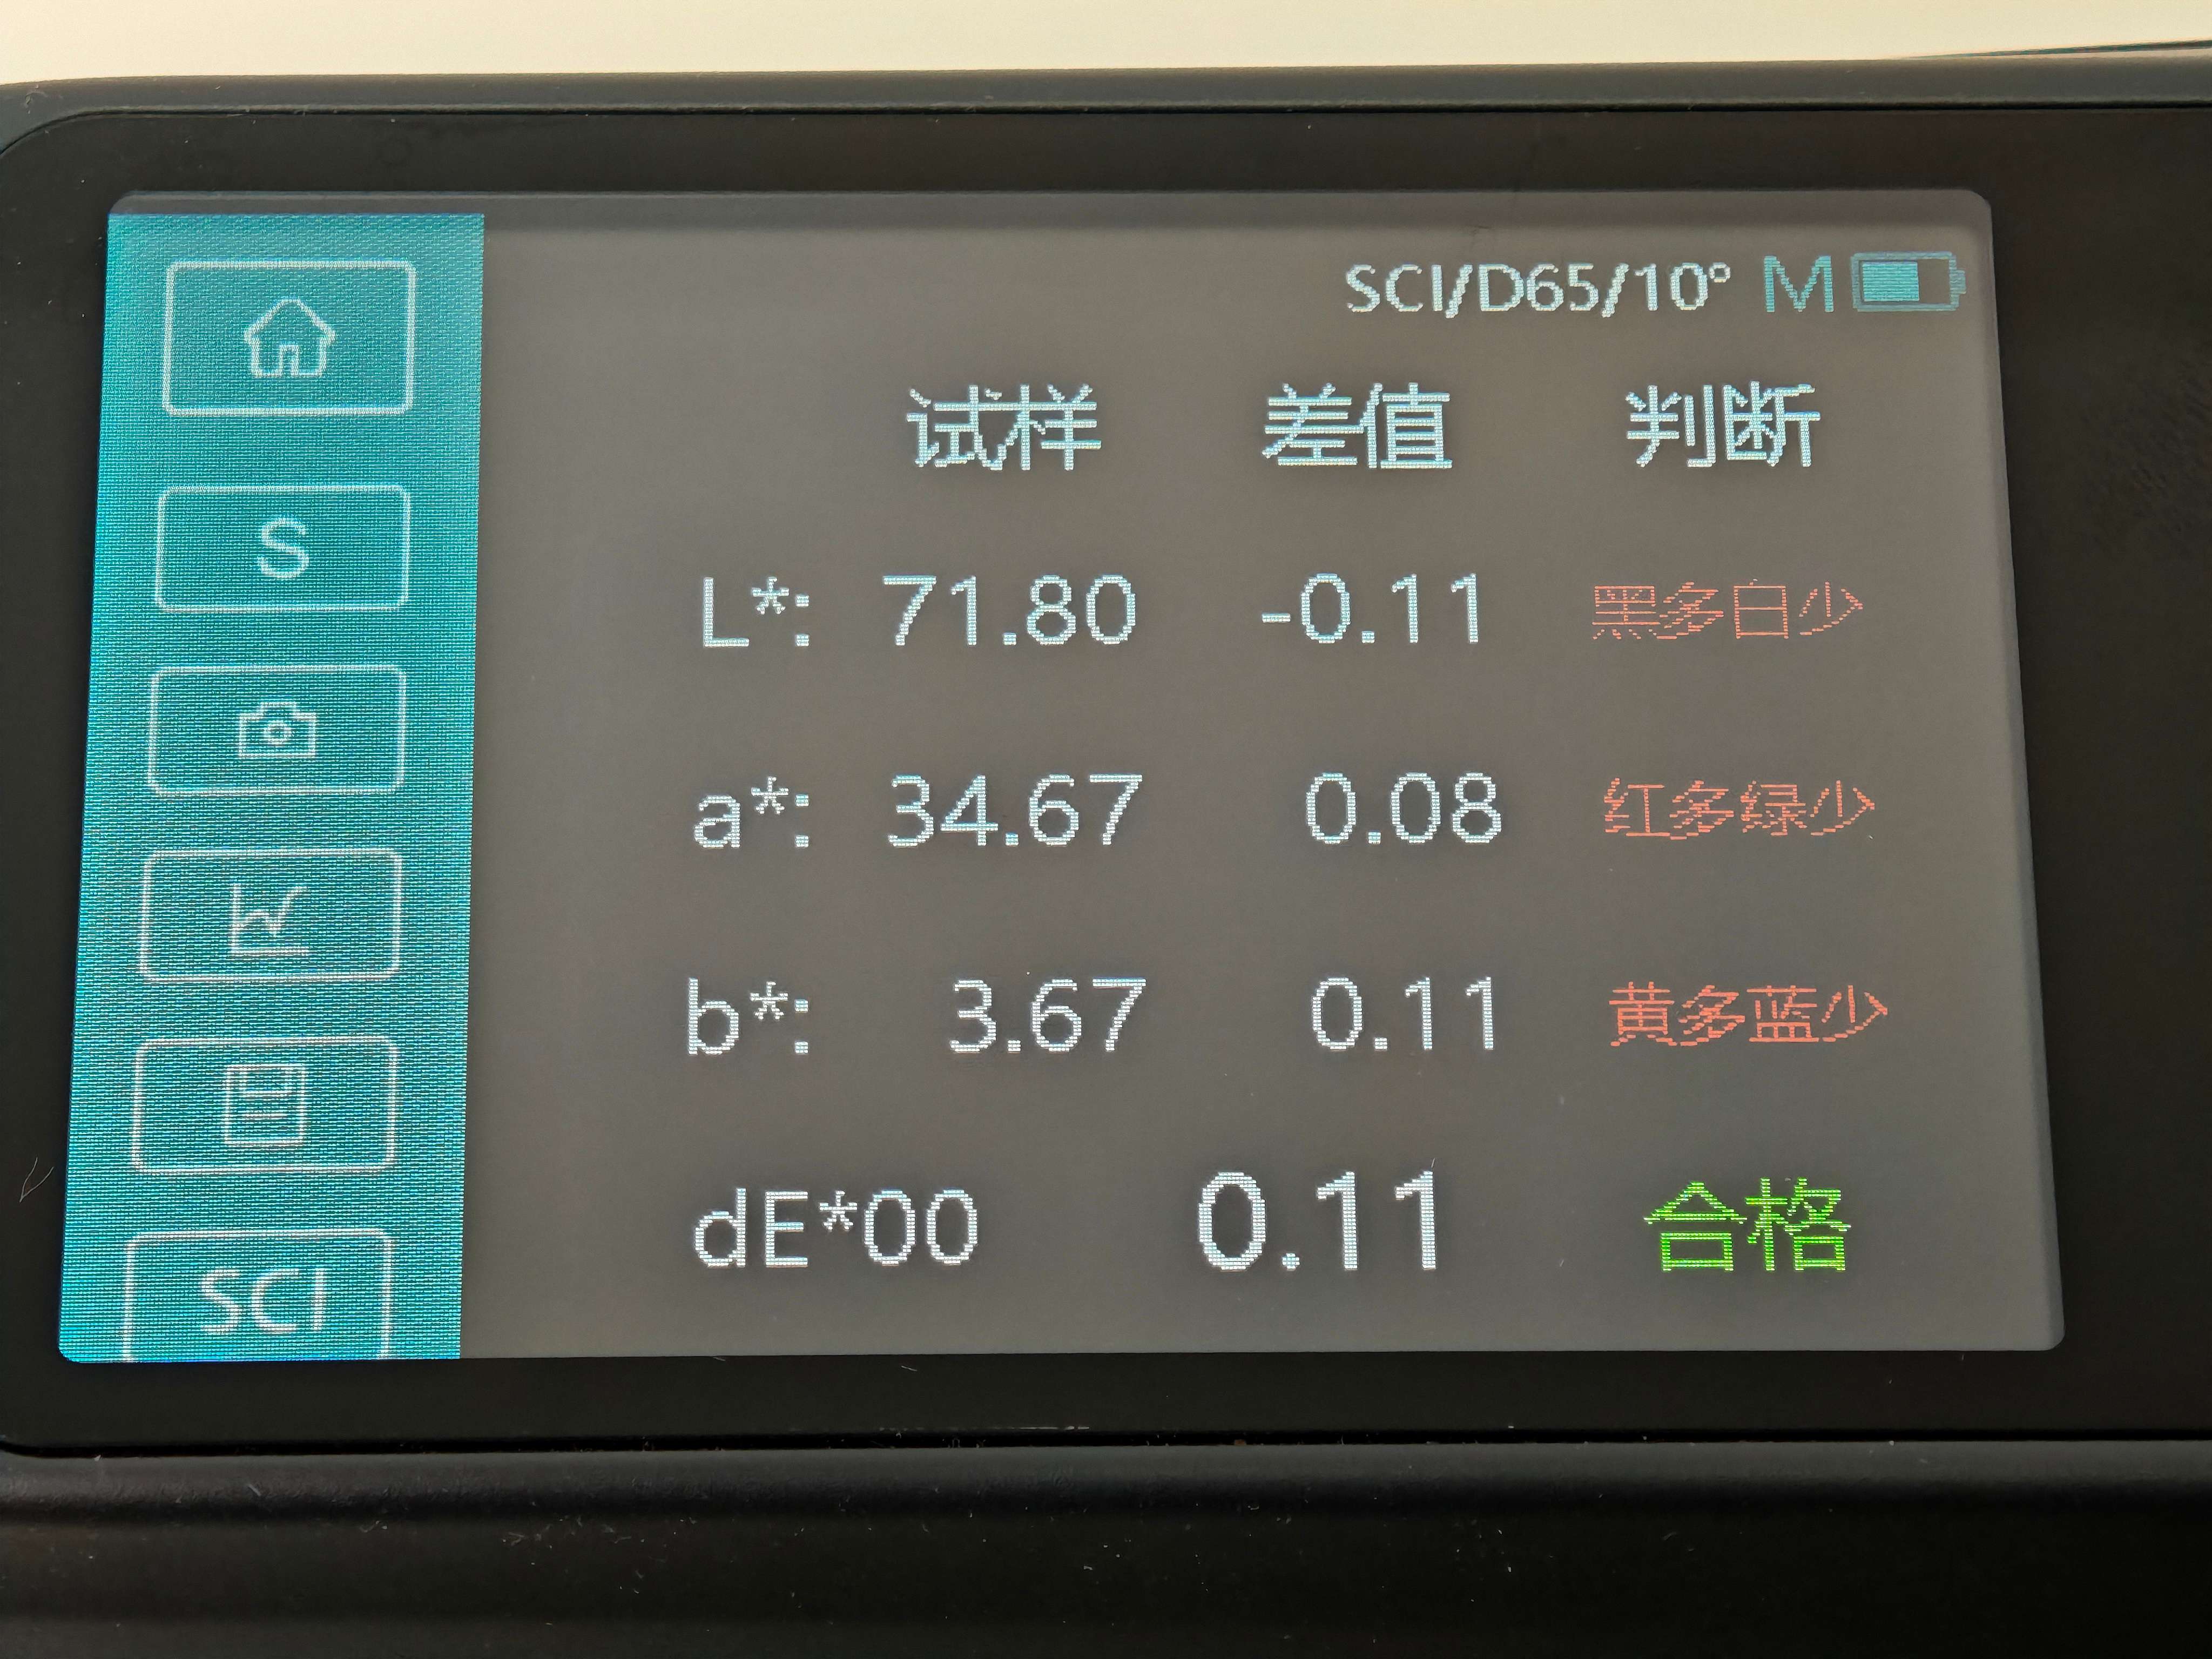 SCI/D65/10° M
试样 差值 判断
S
L*: 71.80 -0.11 黑多白少
a*: 34.67 0.08 红多绿少
b*: 3.67 0.11 黄多蓝少
dE*00 0.11 合格
SCI